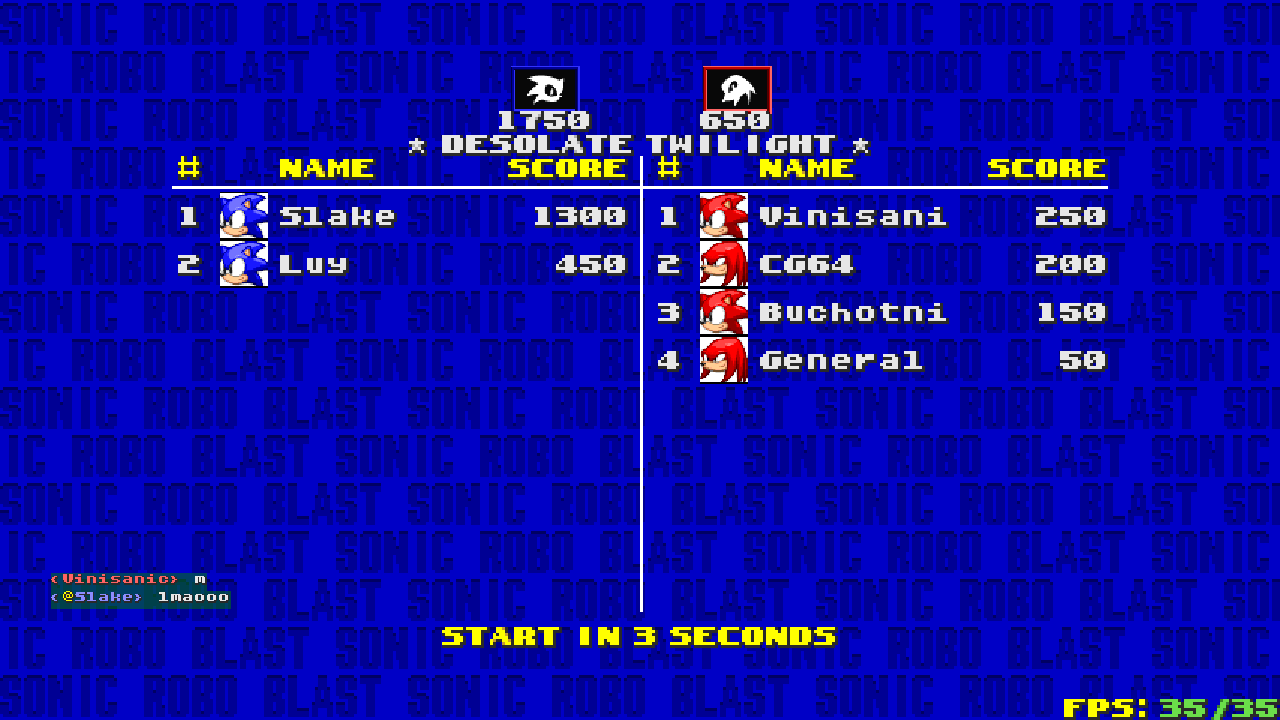 1750 650
* DESOLATE TWILIGHT *
# NAME SCORE # NAME SCORE
1 Slake 1300 1 Vinisani 250
2 Luy 450 2 CG64 200
3 Buchotni 150
4 General 50
<Vinisanic> m
<@Slake> lmaooo
START IN 3 SECONDS
FPS: 35/35